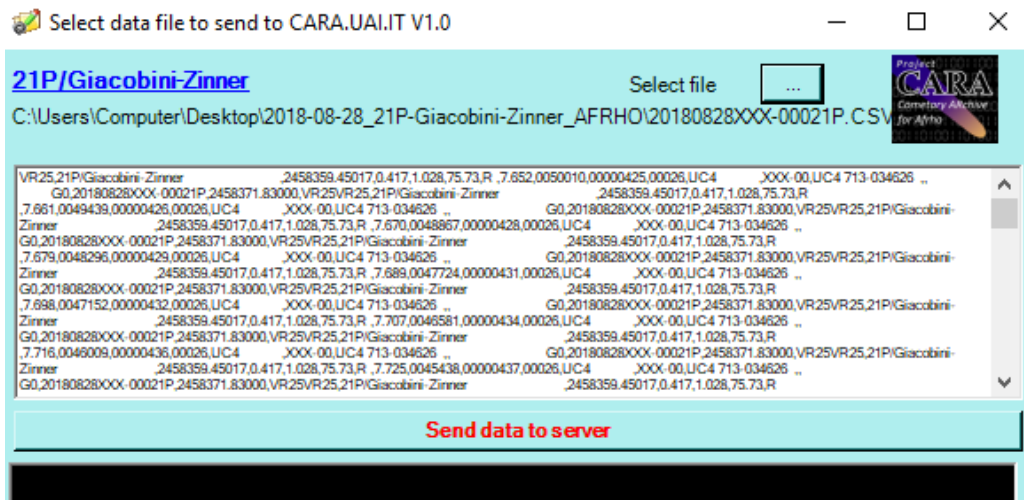 Select data file to send to CARA.UAI.IT V1.0
21P/Giacobini-Zinner
Select file
...
Project
CARA
Cometary ARchive
for Afrho
C:\Users\Computer\Desktop\2018-08-28_21P-Giacobini-Zinner_AFRHO\20180828XXX-00021P.CSV
VR25,21P/Giacobini-Zinner ,2458359.45017,0.417,1.028,75.73,R ,7.652,0050010,00000425,00026,UC4 ,XXX-00,UC4 713-034626 ,,
G0,20180828XXX-00021P,2458371.83000,VR25VR25,21P/Giacobini-Zinner ,2458359.45017,0.417,1.028,75.73,R
,7.661,0049439,00000426,00026,UC4 ,XXX-00,UC4 713-034626 ,, G0,20180828XXX-00021P,2458371.83000,VR25VR25,21P/Giacobini-
Zinner ,2458359.45017,0.417,1.028,75.73,R ,7.670,0048867,00000428,00026,UC4 ,XXX-00,UC4 713-034626 ,,
G0,20180828XXX-00021P,2458371.83000,VR25VR25,21P/Giacobini-Zinner ,2458359.45017,0.417,1.028,75.73,R
,7.679,0048296,00000429,00026,UC4 ,XXX-00,UC4 713-034626 ,, G0,20180828XXX-00021P,2458371.83000,VR25VR25,21P/Giacobini-
Zinner ,2458359.45017,0.417,1.028,75.73,R ,7.689,0047724,00000431,00026,UC4 ,XXX-00,UC4 713-034626 ,,
G0,20180828XXX-00021P,2458371.83000,VR25VR25,21P/Giacobini-Zinner ,2458359.45017,0.417,1.028,75.73,R
,7.698,0047152,00000432,00026,UC4 ,XXX-00,UC4 713-034626 ,, G0,20180828XXX-00021P,2458371.83000,VR25VR25,21P/Giacobini-
Zinner ,2458359.45017,0.417,1.028,75.73,R ,7.707,0046581,00000434,00026,UC4 ,XXX-00,UC4 713-034626 ,,
G0,20180828XXX-00021P,2458371.83000,VR25VR25,21P/Giacobini-Zinner ,2458359.45017,0.417,1.028,75.73,R
,7.716,0046009,00000436,00026,UC4 ,XXX-00,UC4 713-034626 ,, G0,20180828XXX-00021P,2458371.83000,VR25VR25,21P/Giacobini-
Zinner ,2458359.45017,0.417,1.028,75.73,R ,7.725,0045438,00000437,00026,UC4 ,XXX-00,UC4 713-034626 ,,
G0,20180828XXX-00021P,2458371.83000,VR25VR25,21P/Giacobini-Zinner ,2458359.45017,0.417,1.028,75.73,R
Send data to server